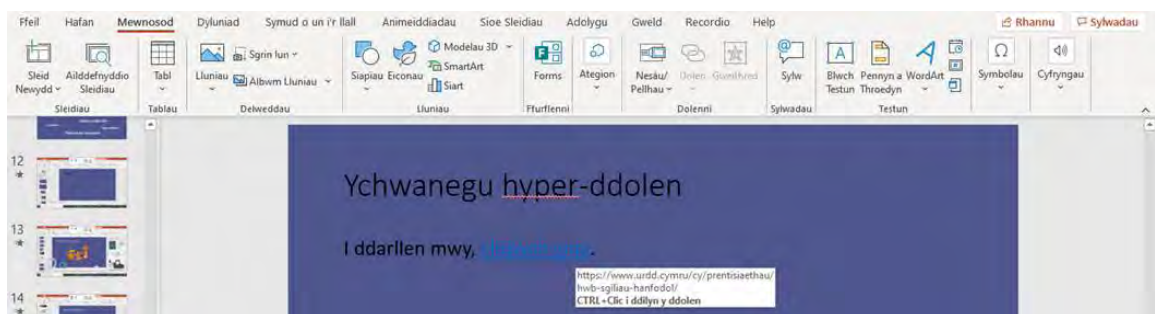 Ffeil Hafan Mewnosod Dyluniad Symud o un i'r llall Animeiddiadau Sioe Sleidiau Adolygu Gweld Recordio Help Rhannu Sylwadau
Sleid Newydd
Ailddefnyddio Sleidiau
Tabl
Lluniau
Sgrin lun
Albwm Lluniau
Siapiau
Eiconau
Modelau 3D
SmartArt
Siart
Forms
Ategion
Nesáu/ Pellhau
Dolen
Gweithred
Sylw
Blwch Testun
Pennyn a Throedyn
WordArt
Symbolau
Cyfryngau
Sleidiau Tablau Delweddau Lluniau Ffurflenni Dolenni Sylwadau Testun
12
13
14
Ychwanegu hyper-ddolen
I ddarllen mwy,
https://www.urdd.cymru/cy/prentisiaethau/
hwb-sgiliau-hanfodol/
CTRL+Clic i ddilyn y ddolen